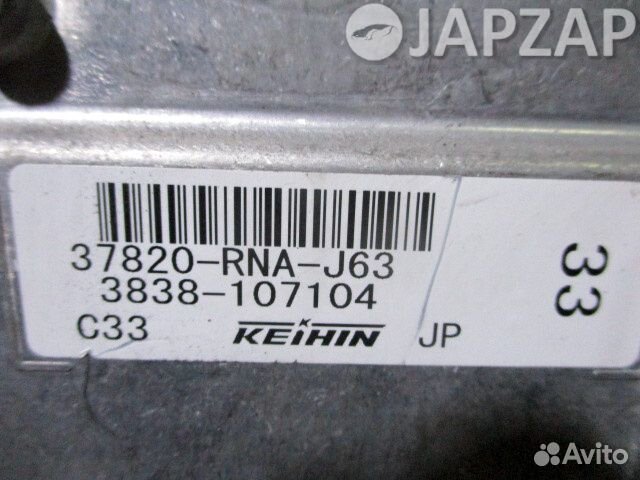 JAPZAP
37820-RNA-J63
3838-107104
C33 KEIHIN JP
33
Avito